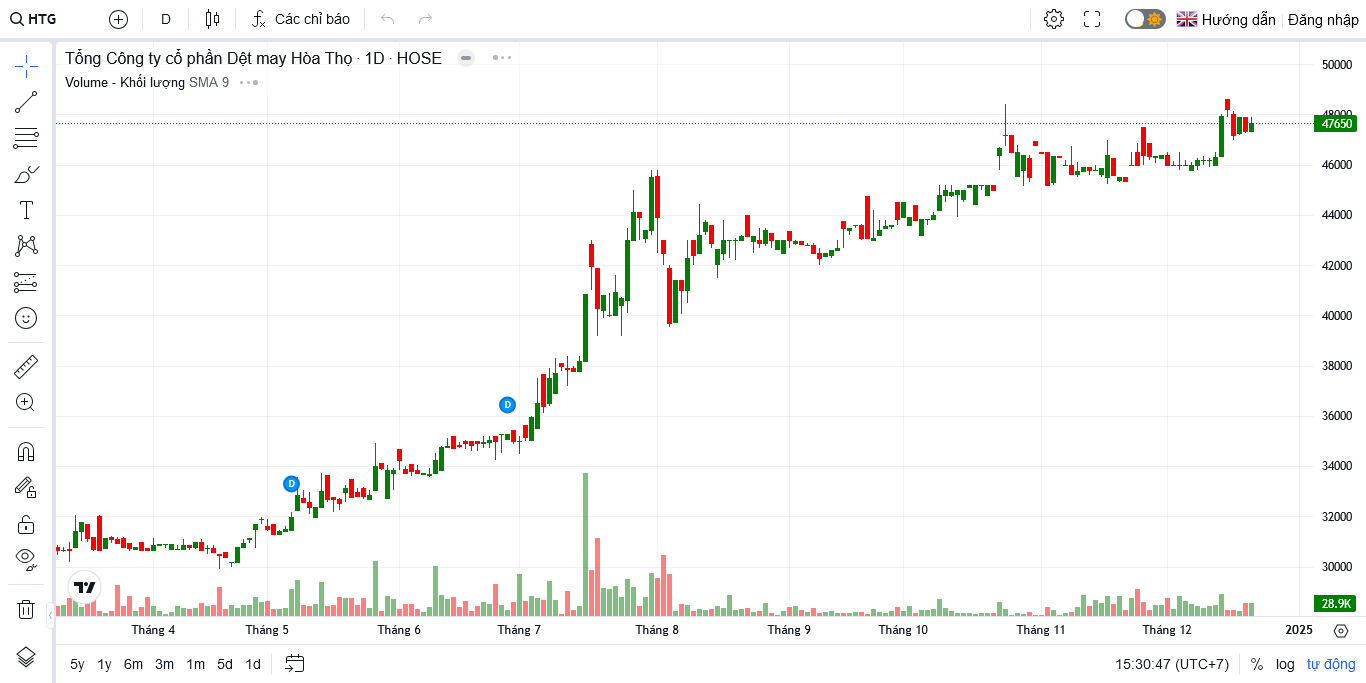 HTG
D
Các chỉ báo
Hướng dẫn
Đăng nhập
Tổng Công ty cổ phần Dệt may Hòa Thọ · 1D · HOSE
Volume - Khối lượng SMA 9
50000
48000
47650
46000
44000
42000
40000
38000
36000
34000
32000
30000
28.9K
D
D
Tháng 4
Tháng 5
Tháng 6
Tháng 7
Tháng 8
Tháng 9
Tháng 10
Tháng 11
Tháng 12
2025
5y
1y
6m
3m
1m
5d
1d
15:30:47 (UTC+7)
%
log
tự động